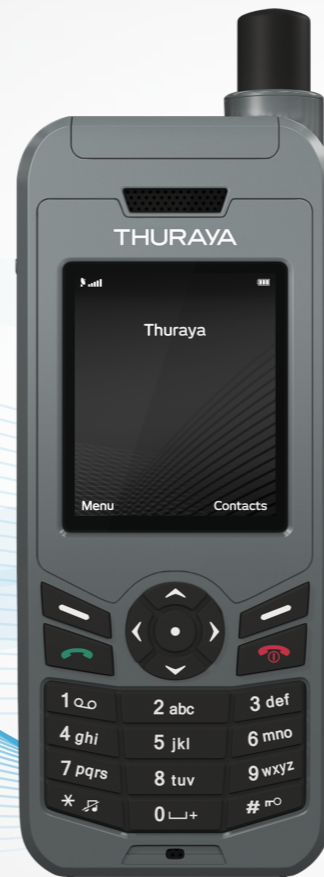 THURAYA
Thuraya
Menu Contacts
1 2 abc 3 def
4 ghi 5 jkl 6 mno
7 pqrs 8 tuv 9 wxyz
* 0 + #